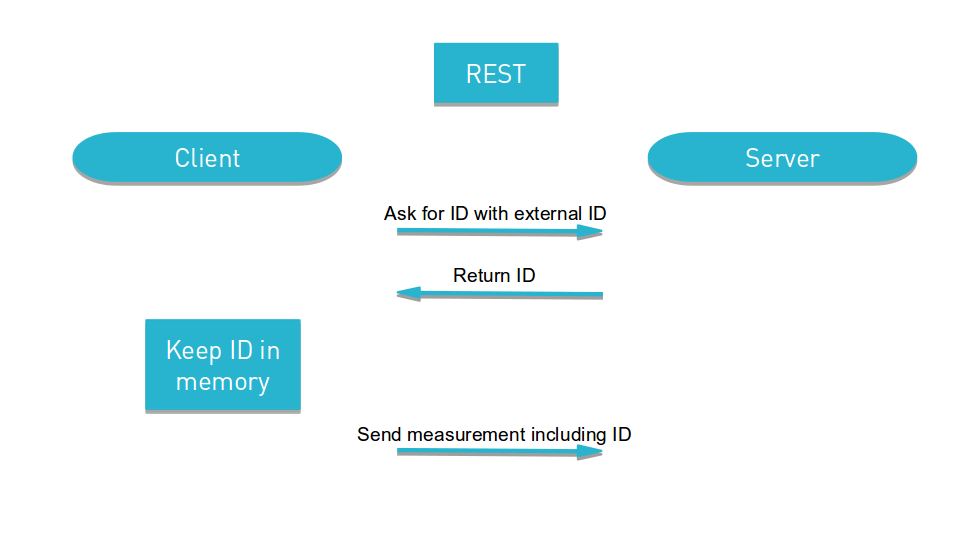 REST
Client
Server
Ask for ID with external ID
Return ID
Keep ID in
memory
Send measurement including ID